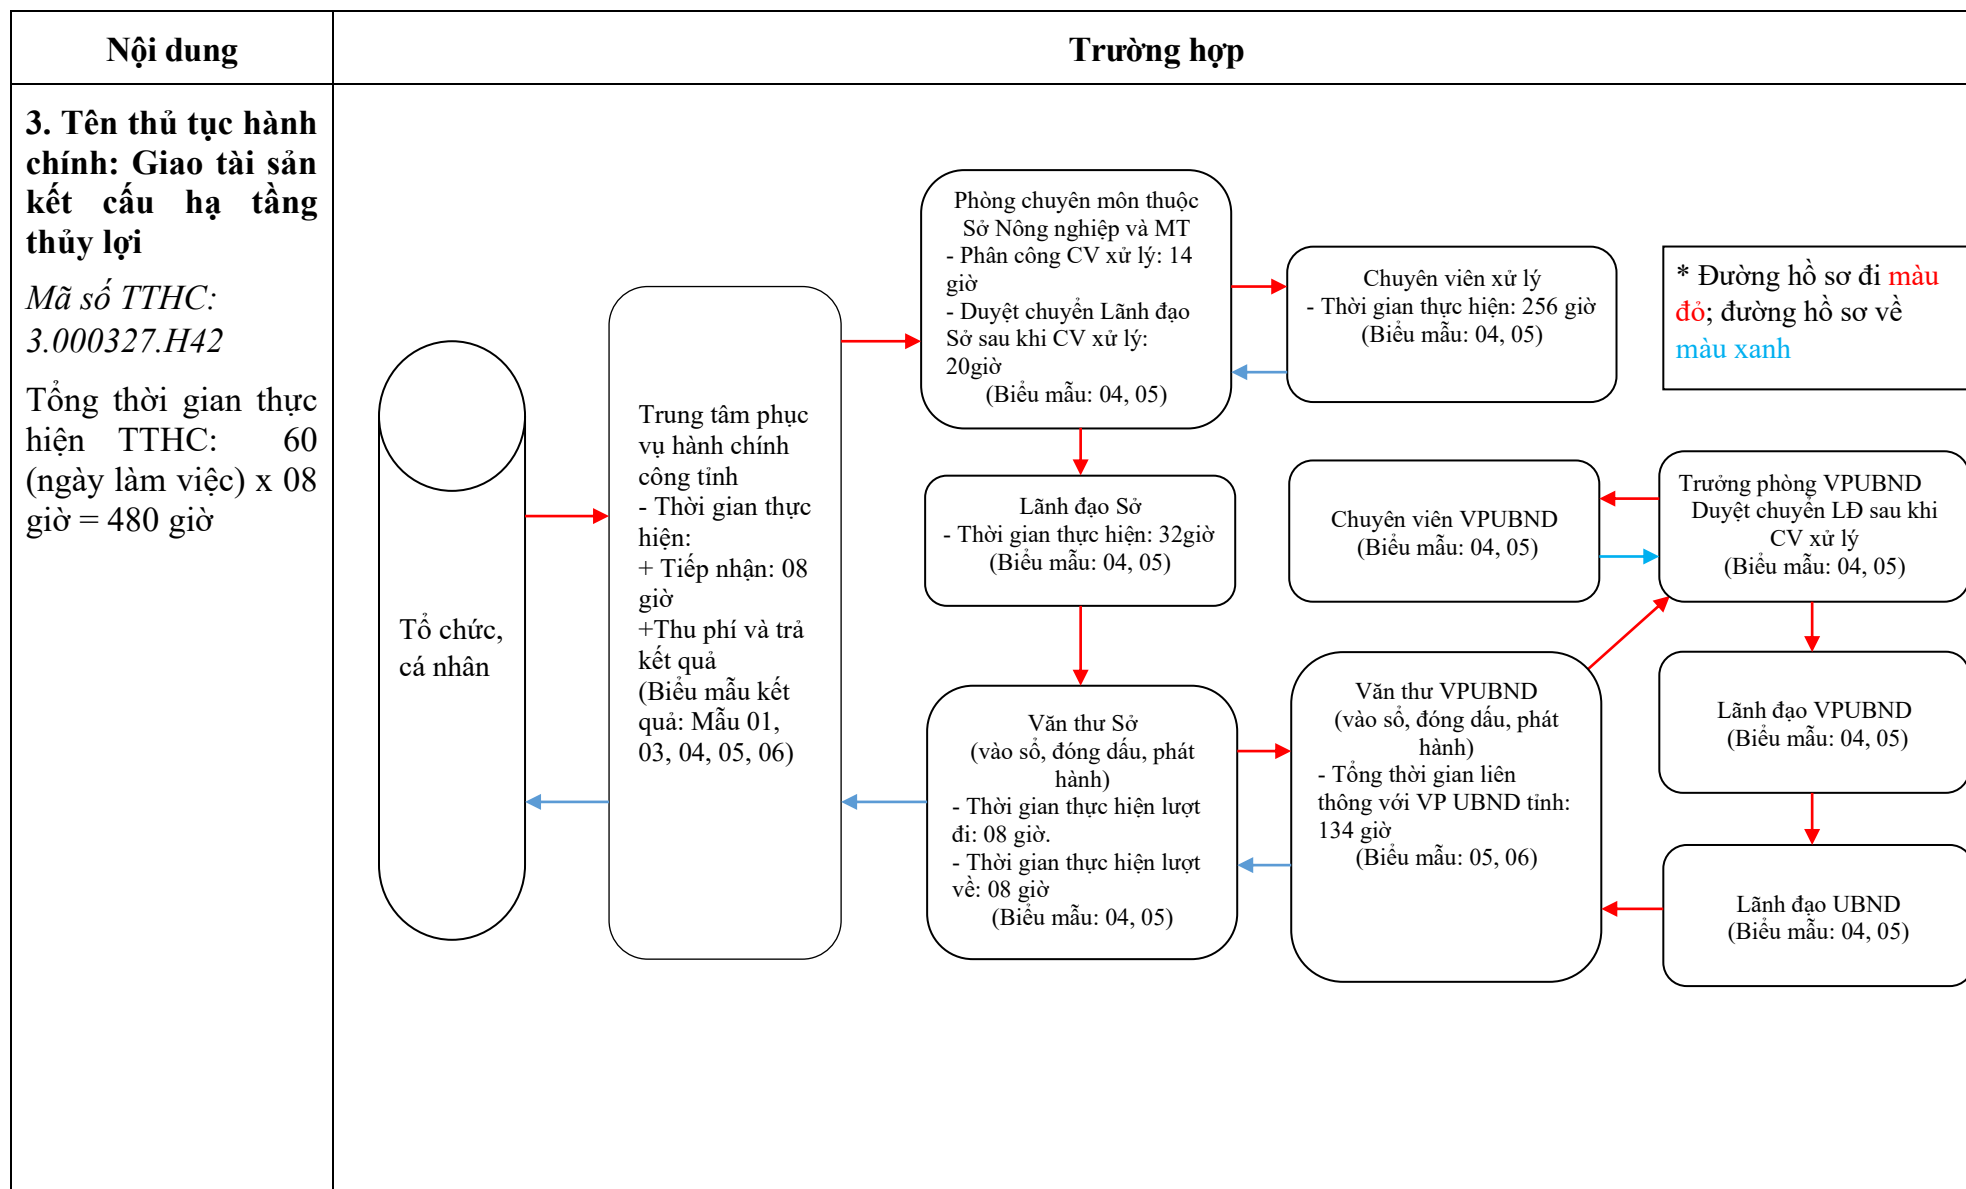 Nội dung
Trường hợp
3. Tên thủ tục hành
chính: Giao tài sản
kết cấu hạ tầng
thủy lợi
Mã số TTHC:
3.000327.H42
Tổng thời gian thực
hiện TTHC: 60
(ngày làm việc) x 08
giờ = 480 giờ
Tổ chức,
cá nhân
Trung tâm phục
vụ hành chính
công tỉnh
- Thời gian thực
hiện:
+ Tiếp nhận: 08
giờ
+Thu phí và trả
kết quả
(Biểu mẫu kết
quả: Mẫu 01,
03, 04, 05, 06)
Phòng chuyên môn thuộc
Sở Nông nghiệp và MT
- Phân công CV xử lý: 14
giờ
- Duyệt chuyển Lãnh đạo
Sở sau khi CV xử lý:
20giờ
(Biểu mẫu: 04, 05)
Chuyên viên xử lý
- Thời gian thực hiện: 256 giờ
(Biểu mẫu: 04, 05)
* Đường hồ sơ đi màu
đỏ; đường hồ sơ về
màu xanh
Lãnh đạo Sở
- Thời gian thực hiện: 32giờ
(Biểu mẫu: 04, 05)
Chuyên viên VPUBND
(Biểu mẫu: 04, 05)
Trưởng phòng VPUBND
Duyệt chuyển LĐ sau khi
CV xử lý
(Biểu mẫu: 04, 05)
Văn thư Sở
(vào sổ, đóng dấu, phát
hành)
- Thời gian thực hiện lượt
đi: 08 giờ.
- Thời gian thực hiện lượt
về: 08 giờ
(Biểu mẫu: 04, 05)
Văn thư VPUBND
(vào sổ, đóng dấu, phát
hành)
- Tổng thời gian liên
thông với VP UBND tỉnh:
134 giờ
(Biểu mẫu: 05, 06)
Lãnh đạo VPUBND
(Biểu mẫu: 04, 05)
Lãnh đạo UBND
(Biểu mẫu: 04, 05)